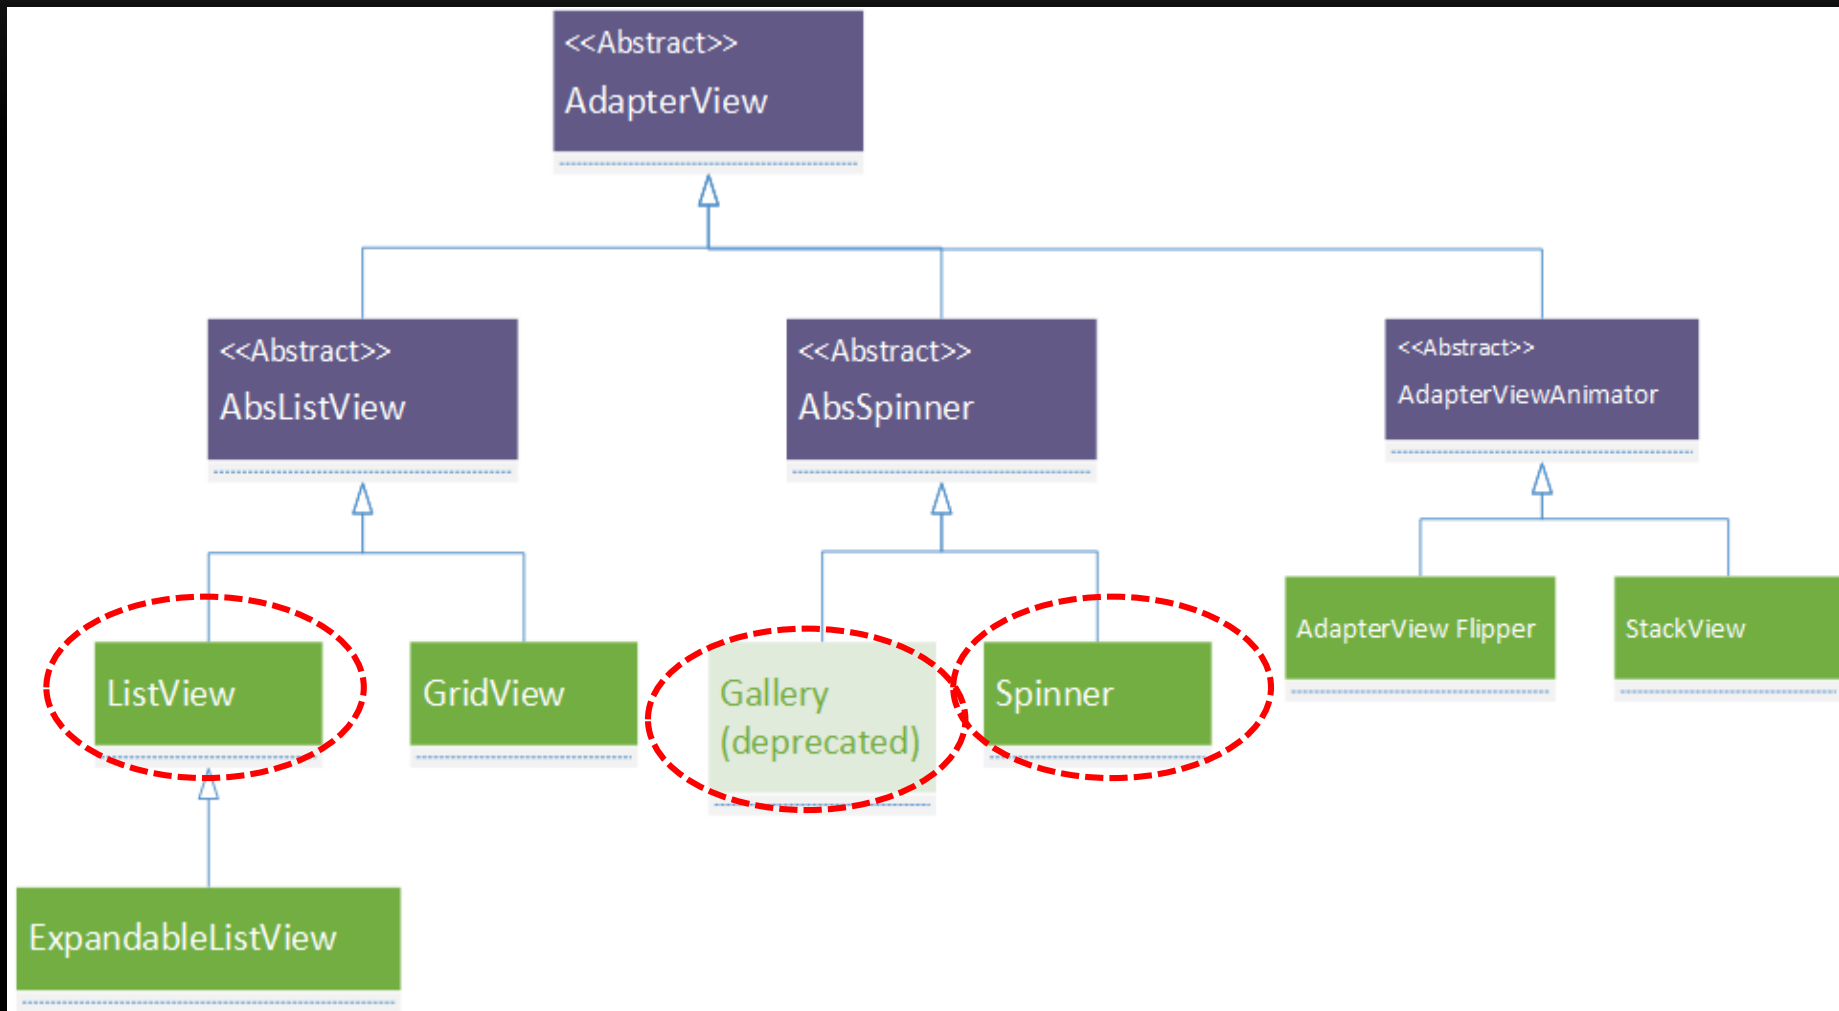 <<Abstract>>
AdapterView
<<Abstract>>
AbsListView
<<Abstract>>
AbsSpinner
<<Abstract>>
AdapterViewAnimator
ListView
GridView
Gallery
(deprecated)
Spinner
AdapterView Flipper
StackView
ExpandableListView